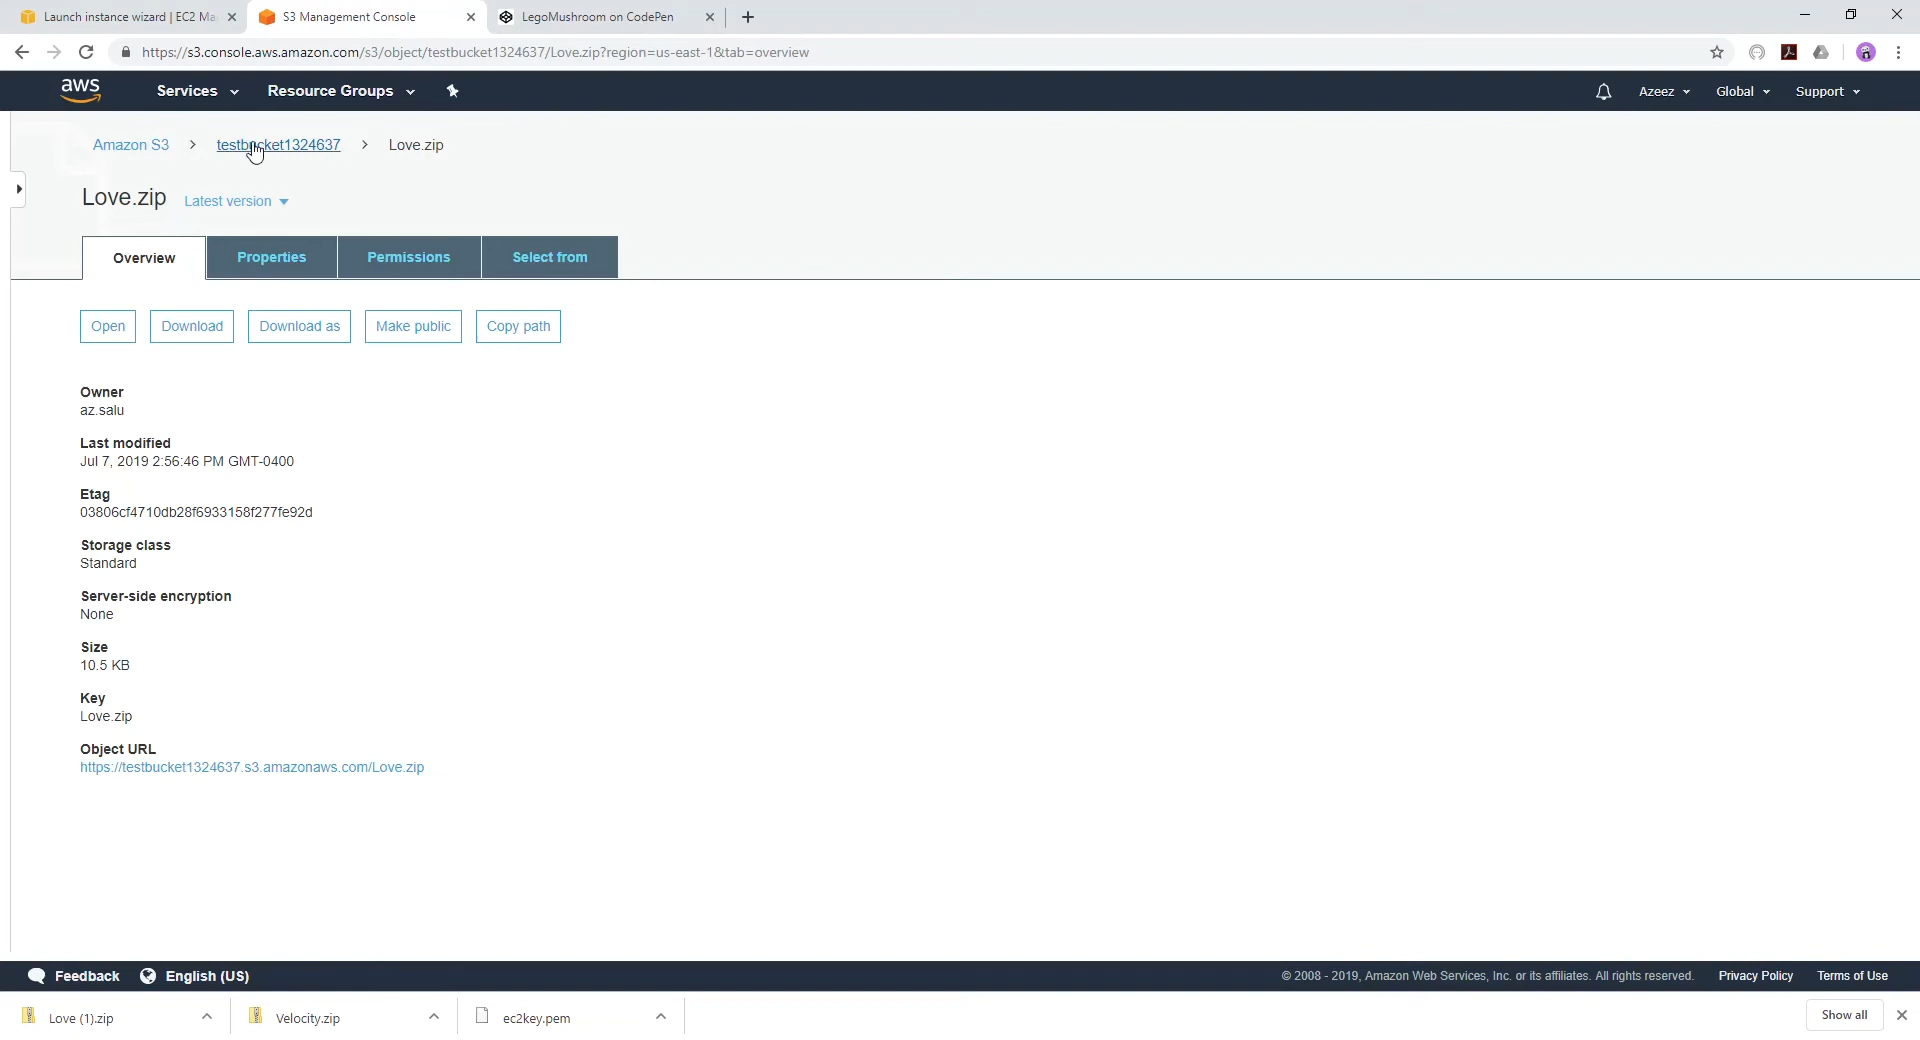 Launch instance wizard | EC2 Ma
S3 Management Console
LegoMushroom on CodePen
https://s3.console.aws.amazon.com/s3/object/testbucket1324637/Love.zip?region=us-east-1&tab=overview
aws
Services
Resource Groups
Azeez
Global
Support
Amazon S3 > testbucket1324637 > Love.zip
Love.zip
Latest version
Overview
Properties
Permissions
Select from
Open
Download
Download as
Make public
Copy path
Owner
az.salu
Last modified
Jul 7, 2019 2:56:46 PM GMT-0400
Etag
03806cf4710db28f6933158f277fe92d
Storage class
Standard
Server-side encryption
None
Size
10.5 KB
Key
Love.zip
Object URL
https://testbucket1324637.s3.amazonaws.com/Love.zip
Feedback
English (US)
© 2008 - 2019, Amazon Web Services, Inc. or its affiliates. All rights reserved.
Privacy Policy
Terms of Use
Love (1).zip
Velocity.zip
ec2key.pem
Show all